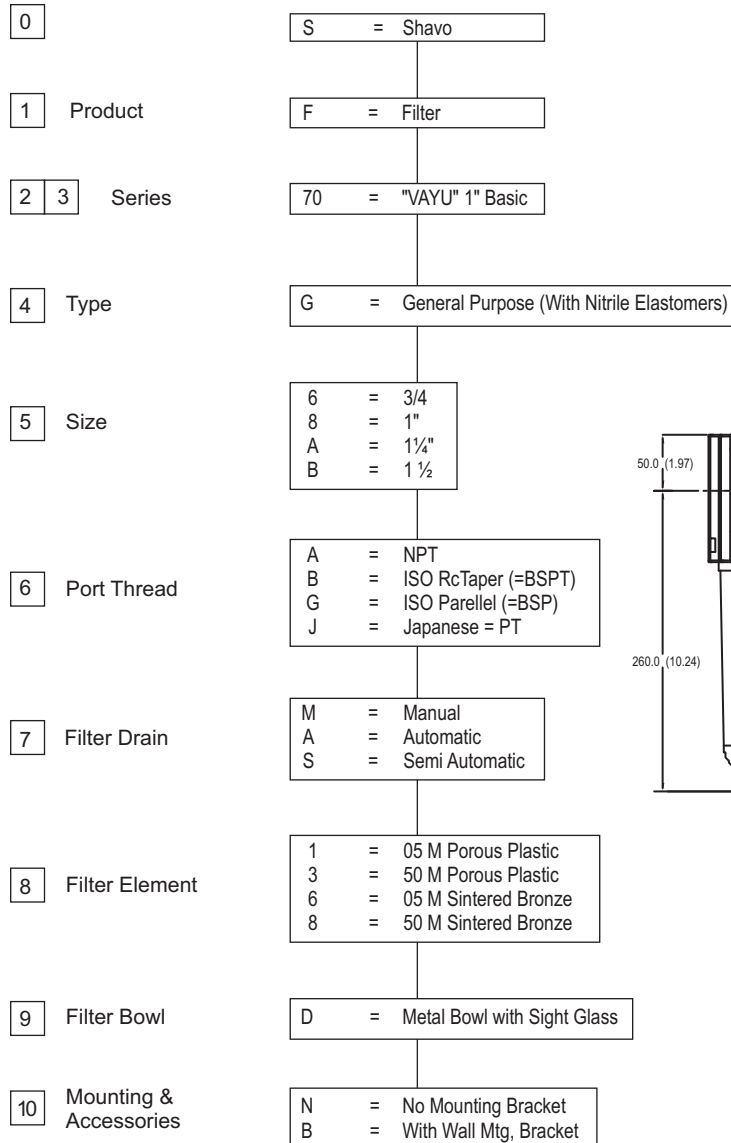 0 S = Shavo
1 Product F = Filter
2 3 Series 70 = "VAYU" 1" Basic
4 Type G = General Purpose (With Nitrile Elastomers)
5 Size
6 = 3/4
8 = 1"
A = 1¼"
B = 1 ½
50.0 (1.97)
6 Port Thread
A = NPT
B = ISO RcTaper (=BSPT)
G = ISO Parellel (=BSP)
J = Japanese = PT
260.0 (10.24)
7 Filter Drain
M = Manual
A = Automatic
S = Semi Automatic
8 Filter Element
1 = 05 M Porous Plastic
3 = 50 M Porous Plastic
6 = 05 M Sintered Bronze
8 = 50 M Sintered Bronze
9 Filter Bowl D = Metal Bowl with Sight Glass
10 Mounting &
Accessories
N = No Mounting Bracket
B = With Wall Mtg, Bracket